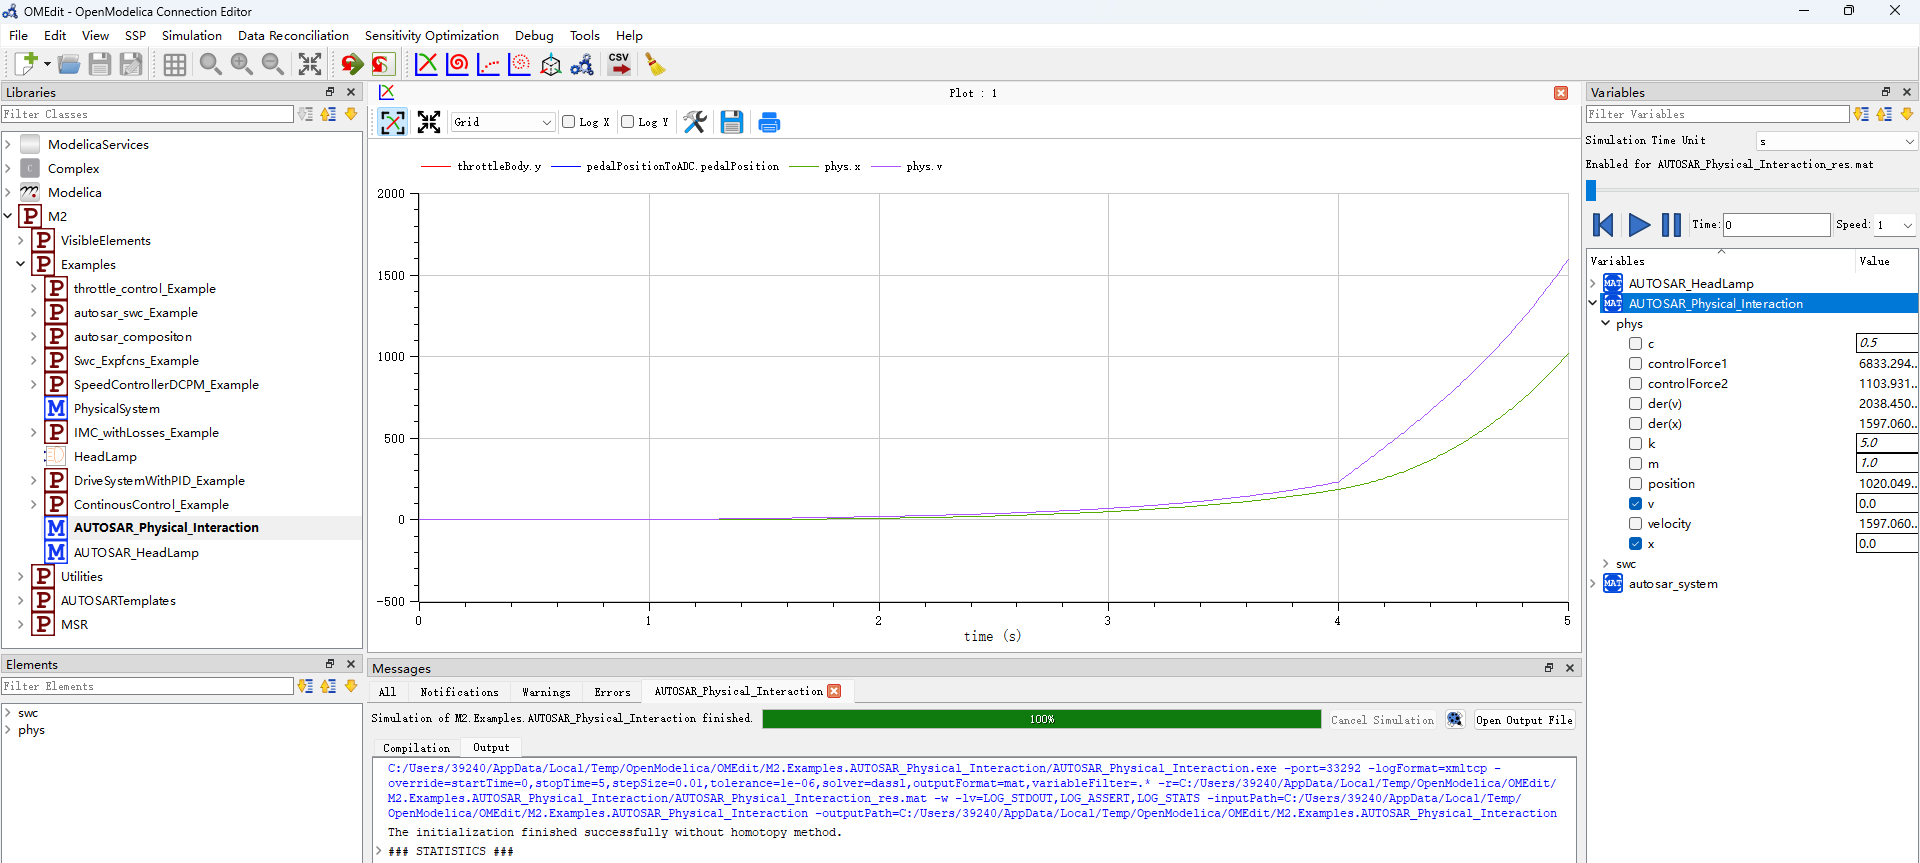 OMEdit - OpenModelica Connection Editor
File Edit View SSP Simulation Data Reconciliation Sensitivity Optimization Debug Tools Help
CSV
Libraries
Filter Classes
ModelicaServices
Complex
Modelica
M2
VisibleElements
Examples
throttle_control_Example
autosar_swc_Example
autosar_compositon
Swc_Expfcns_Example
SpeedControllerDCPM_Example
PhysicalSystem
IMC_withLosses_Example
HeadLamp
DriveSystemWithPID_Example
ContinousControl_Example
AUTOSAR_Physical_Interaction
AUTOSAR_HeadLamp
Utilities
AUTOSARTemplates
MSR
Elements
Filter Elements
swc
phys
Plot : 1
Grid Log X Log Y
throttleBody.y pedalPositionToADC.pedalPosition phys.x phys.v
2000
1500
1000
500
0
-500
0 1 2 3 4 5
time (s)
Messages
All Notifications Warnings Errors AUTOSAR_Physical_Interaction
Simulation of M2.Examples.AUTOSAR_Physical_Interaction finished. 100% Cancel Simulation Open Output File
Compilation Output
C:/Users/39240/AppData/Local/Temp/OpenModelica/OMEdit/M2.Examples.AUTOSAR_Physical_Interaction/AUTOSAR_Physical_Interaction.exe -port=33292 -logFormat=xmltcp -
override=startTime=0,stopTime=5,stepSize=0.01,tolerance=1e-06,solver=dassl,outputFormat=mat,variableFilter=.* -r=C:/Users/39240/AppData/Local/Temp/OpenModelica/OMEdit/
M2.Examples.AUTOSAR_Physical_Interaction/AUTOSAR_Physical_Interaction_res.mat -w -lv=LOG_STDOUT,LOG_ASSERT,LOG_STATS -inputPath=C:/Users/39240/AppData/Local/Temp/
OpenModelica/OMEdit/M2.Examples.AUTOSAR_Physical_Interaction -outputPath=C:/Users/39240/AppData/Local/Temp/OpenModelica/OMEdit/M2.Examples.AUTOSAR_Physical_Interaction
The initialization finished successfully without homotopy method.
### STATISTICS ###
Variables
Filter Variables
Simulation Time Unit s
Enabled for AUTOSAR_Physical_Interaction_res.mat
Time: 0 Speed: 1
Variables Value
MAT AUTOSAR_HeadLamp
MAT AUTOSAR_Physical_Interaction
phys
c 0.5
controlForce1 6833.294...
controlForce2 1103.931...
der(v) 2038.450...
der(x) 1597.060...
k 5.0
m 1.0
position 1020.049...
v 0.0
velocity 1597.060...
x 0.0
swc
MAT autosar_system